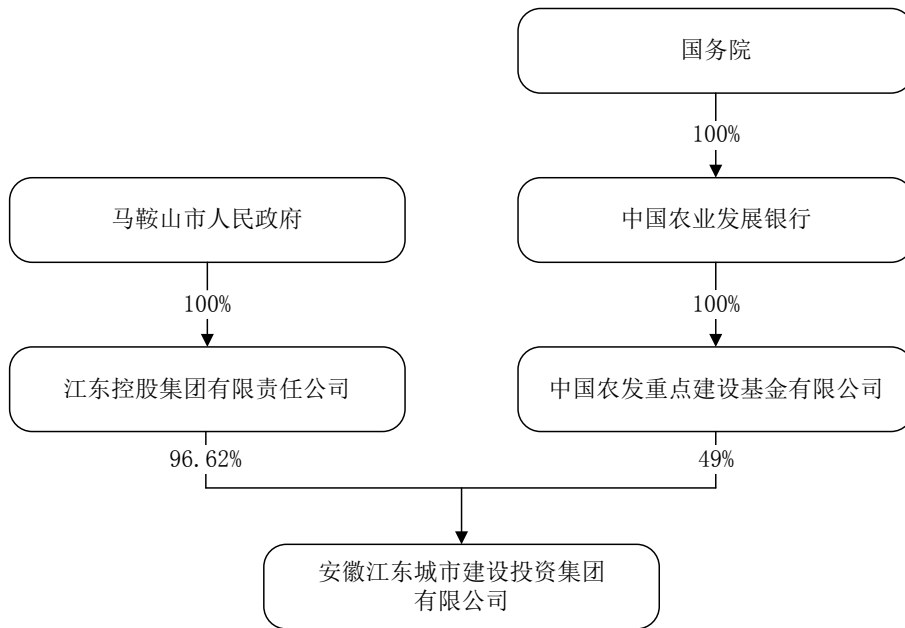 国务院
100%
马鞍山市人民政府
中国农业发展银行
100%
100%
江东控股集团有限责任公司
中国农发重点建设基金有限公司
96.62%
49%
安徽江东城市建设投资集团
有限公司